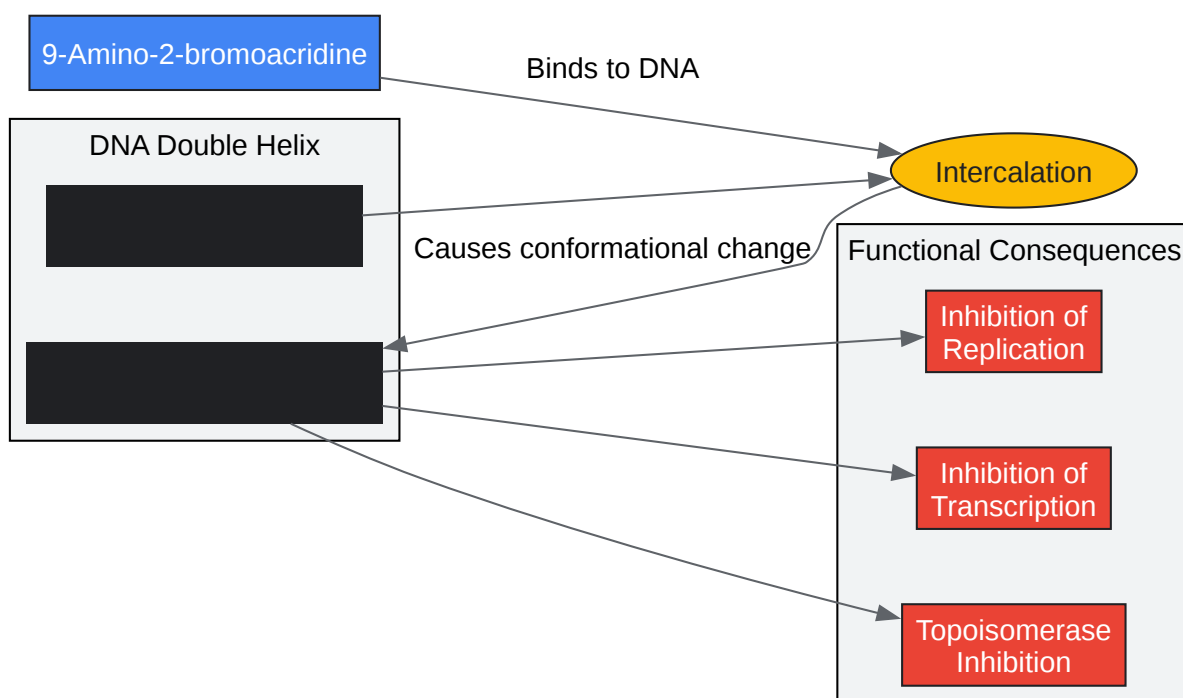 9-Amino-2-bromoacridine
Binds to DNA
DNA Double Helix
Intercalation
Causes conformational change
Functional Consequences
Inhibition of
Replication
Inhibition of
Transcription
Topoisomerase
Inhibition